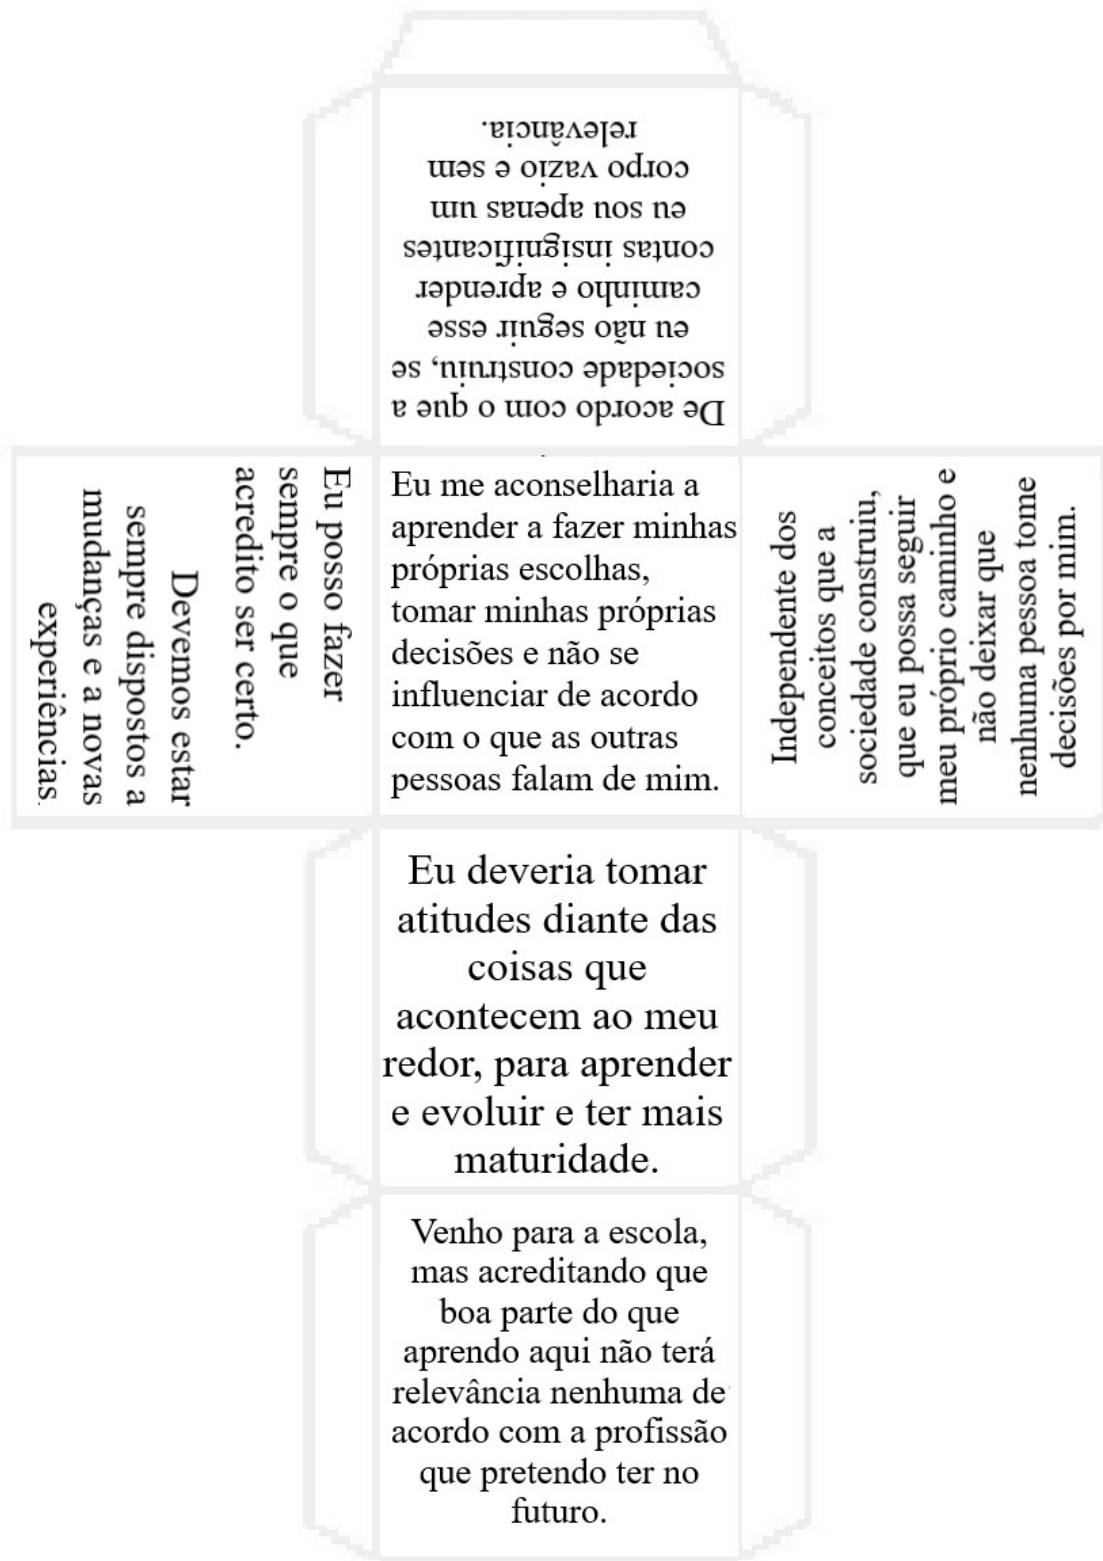 De acordo com o que a
sociedade construiu, se
eu não seguir esse
caminho e aprender
contas insignificantes
eu sou apenas um
corpo vazio e sem
relevância.
Eu posso fazer
sempre o que
acredito ser certo.
Devemos estar
sempre dispostos a
mudanças e a novas
experiências.
Eu me aconselharia a
aprender a fazer minhas
próprias escolhas,
tomar minhas próprias
decisões e não se
influenciar de acordo
com o que as outras
pessoas falam de mim.
Independente dos
conceitos que a
sociedade construiu,
que eu possa seguir
meu próprio caminho e
não deixar que
nenhuma pessoa tome
decisões por mim.
Eu deveria tomar
atitudes diante das
coisas que
acontecem ao meu
redor, para aprender
e evoluir e ter mais
maturidade.
Venho para a escola,
mas acreditando que
boa parte do que
aprendo aqui não terá
relevância nenhuma de
acordo com a profissão
que pretendo ter no
futuro.